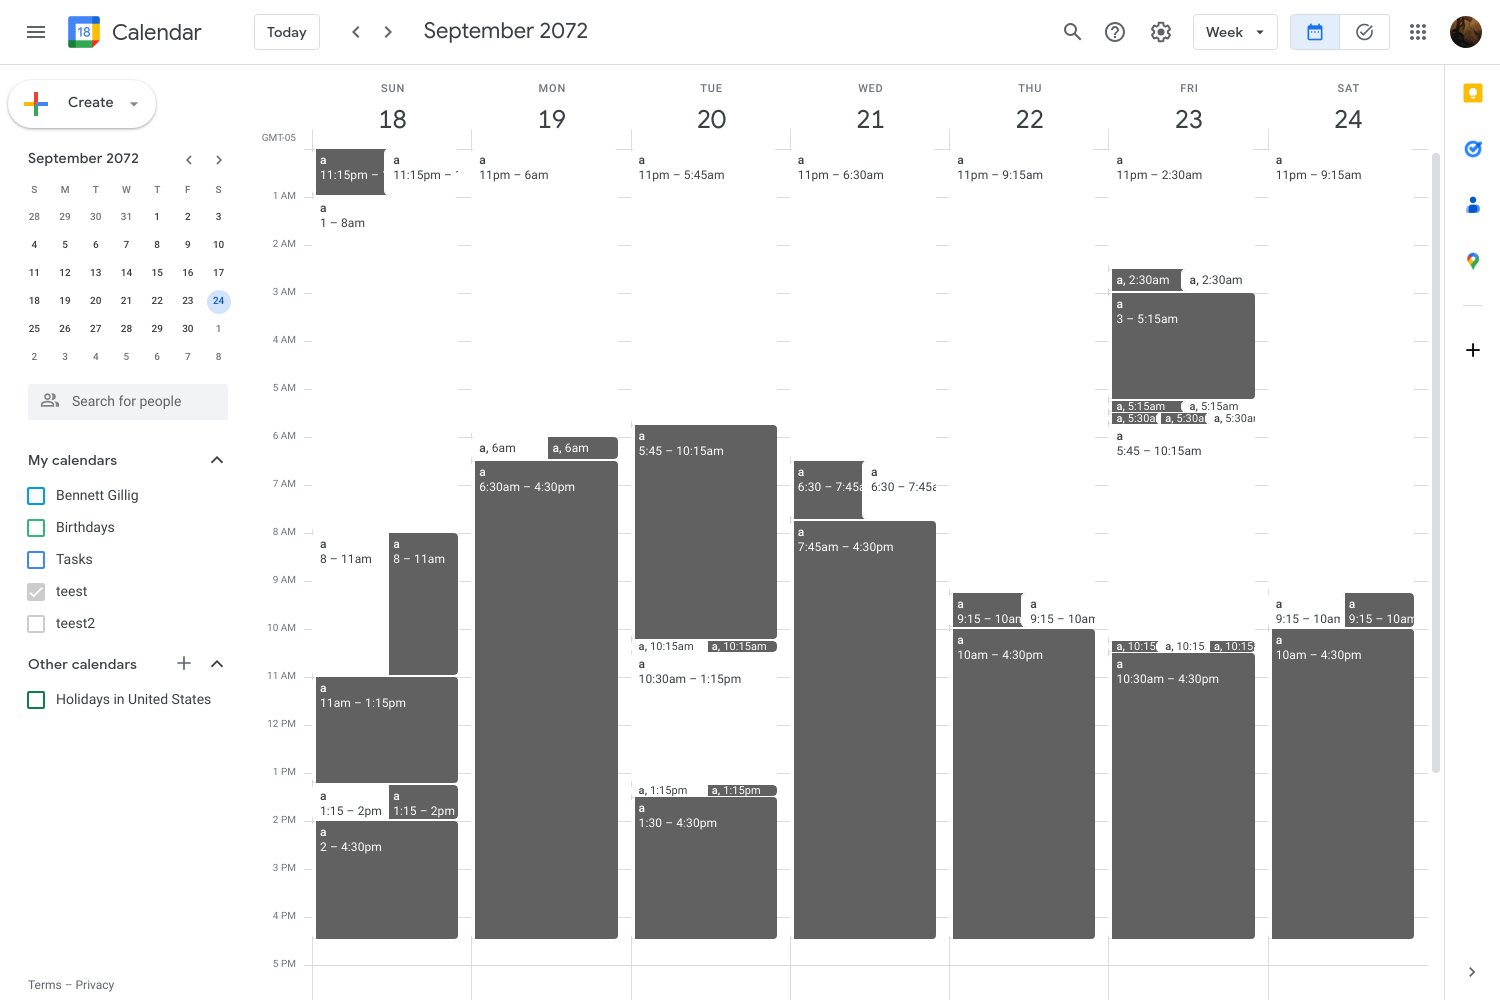 18 Calendar
Today
September 2072
Week
Create
September 2072
S M T W T F S
28 29 30 31 1 2 3
4 5 6 7 8 9 10
11 12 13 14 15 16 17
18 19 20 21 22 23 24
25 26 27 28 29 30 1
2 3 4 5 6 7 8
Search for people
My calendars
Bennett Gillig
Birthdays
Tasks
teest
teest2
Other calendars
Holidays in United States
Terms – Privacy
SUN MON TUE WED THU FRI SAT
18 19 20 21 22 23 24
GMT-05
1 AM
2 AM
3 AM
4 AM
5 AM
6 AM
7 AM
8 AM
9 AM
10 AM
11 AM
12 PM
1 PM
2 PM
3 PM
4 PM
5 PM
a
11:15pm –
a
11:15pm –
a
1 – 8am
a
8 – 11am
a
8 – 11am
a
11am – 1:15pm
a
1:15 – 2pm
a
1:15 – 2pm
a
2 – 4:30pm
a
11pm – 6am
a, 6am
a, 6am
a
6:30am – 4:30pm
a
11pm – 5:45am
a
5:45 – 10:15am
a, 10:15am
a, 10:15am
a
10:30am – 1:15pm
a, 1:15pm
a, 1:15pm
a
1:30 – 4:30pm
a
11pm – 6:30am
a
6:30 – 7:45a
a
6:30 – 7:45a
a
7:45am – 4:30pm
a
11pm – 9:15am
a
9:15 – 10am
a
9:15 – 10am
a
10am – 4:30pm
a
11pm – 2:30am
a, 2:30am
a, 2:30am
a
3 – 5:15am
a, 5:15am
a, 5:15am
a, 5:30a
a, 5:30a
a, 5:30a
a
5:45 – 10:15am
a, 10:15
a, 10:15
a, 10:15
a
10:30am – 4:30pm
a
11pm – 9:15am
a
9:15 – 10am
a
9:15 – 10am
a
10am – 4:30pm